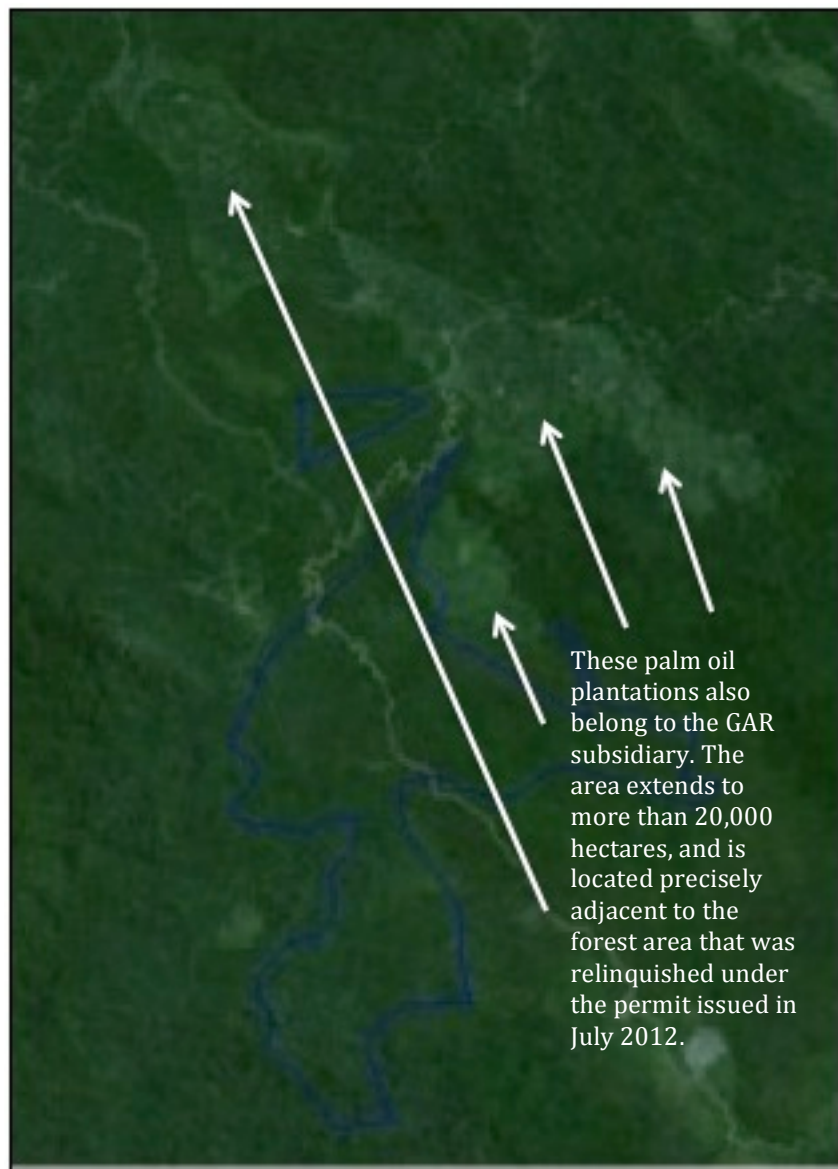 These palm oil
plantations also
belong to the GAR
subsidiary. The
area extends to
more than 20,000
hectares, and is
located precisely
adjacent to the
forest area that was
relinquished under
the permit issued in
July 2012.